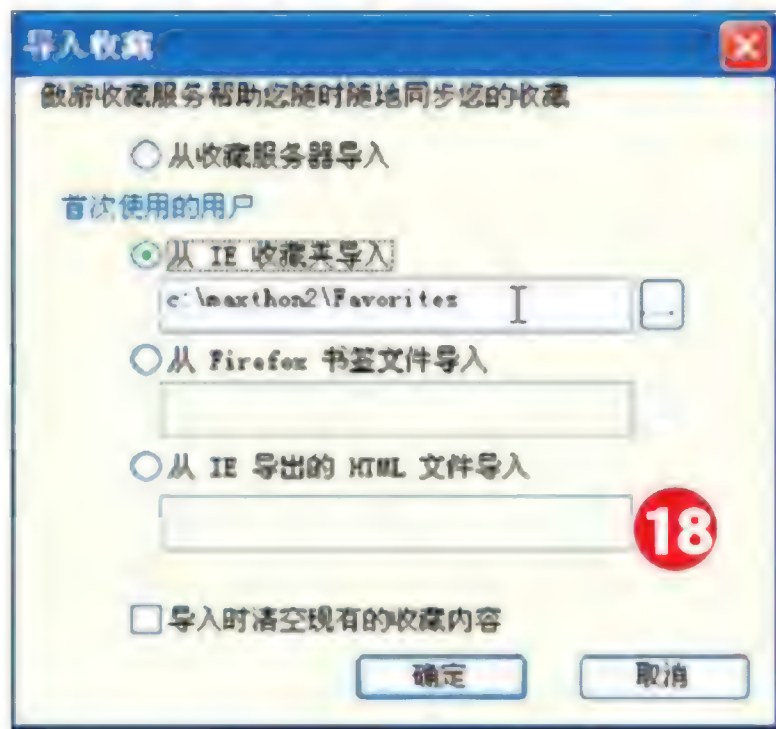 导入收藏
傲游收藏服务帮助您随时随地同步您的收藏
从收藏服务器导入
首次使用的用户
从 IE 收藏夹导入
c:\maxthon2\Favorites
...
从 Firefox 书签文件导入
从 IE 导出的 HTML 文件导入
18
导入时清空现有的收藏内容
确定
取消